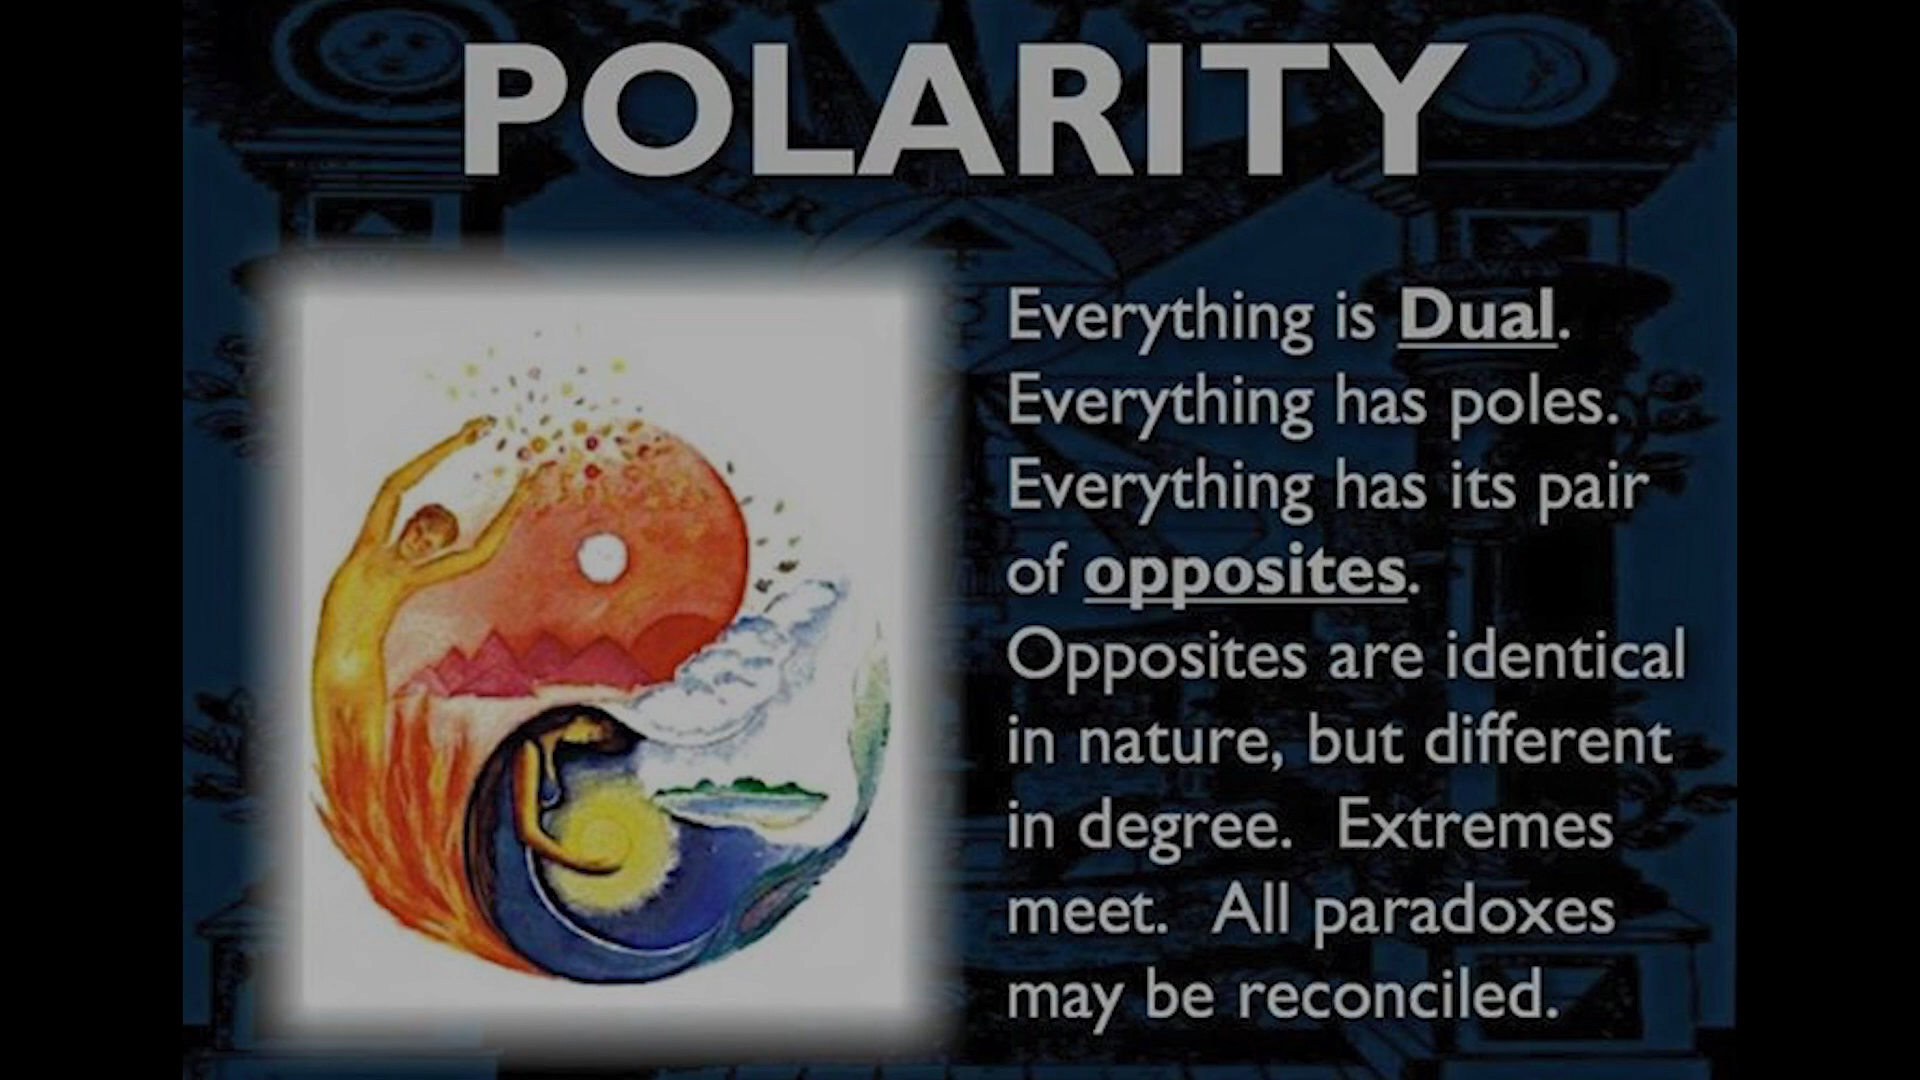 POLARITY
Everything is Dual.
Everything has poles.
Everything has its pair
of opposites.
Opposites are identical
in nature, but different
in degree. Extremes
meet. All paradoxes
may be reconciled.